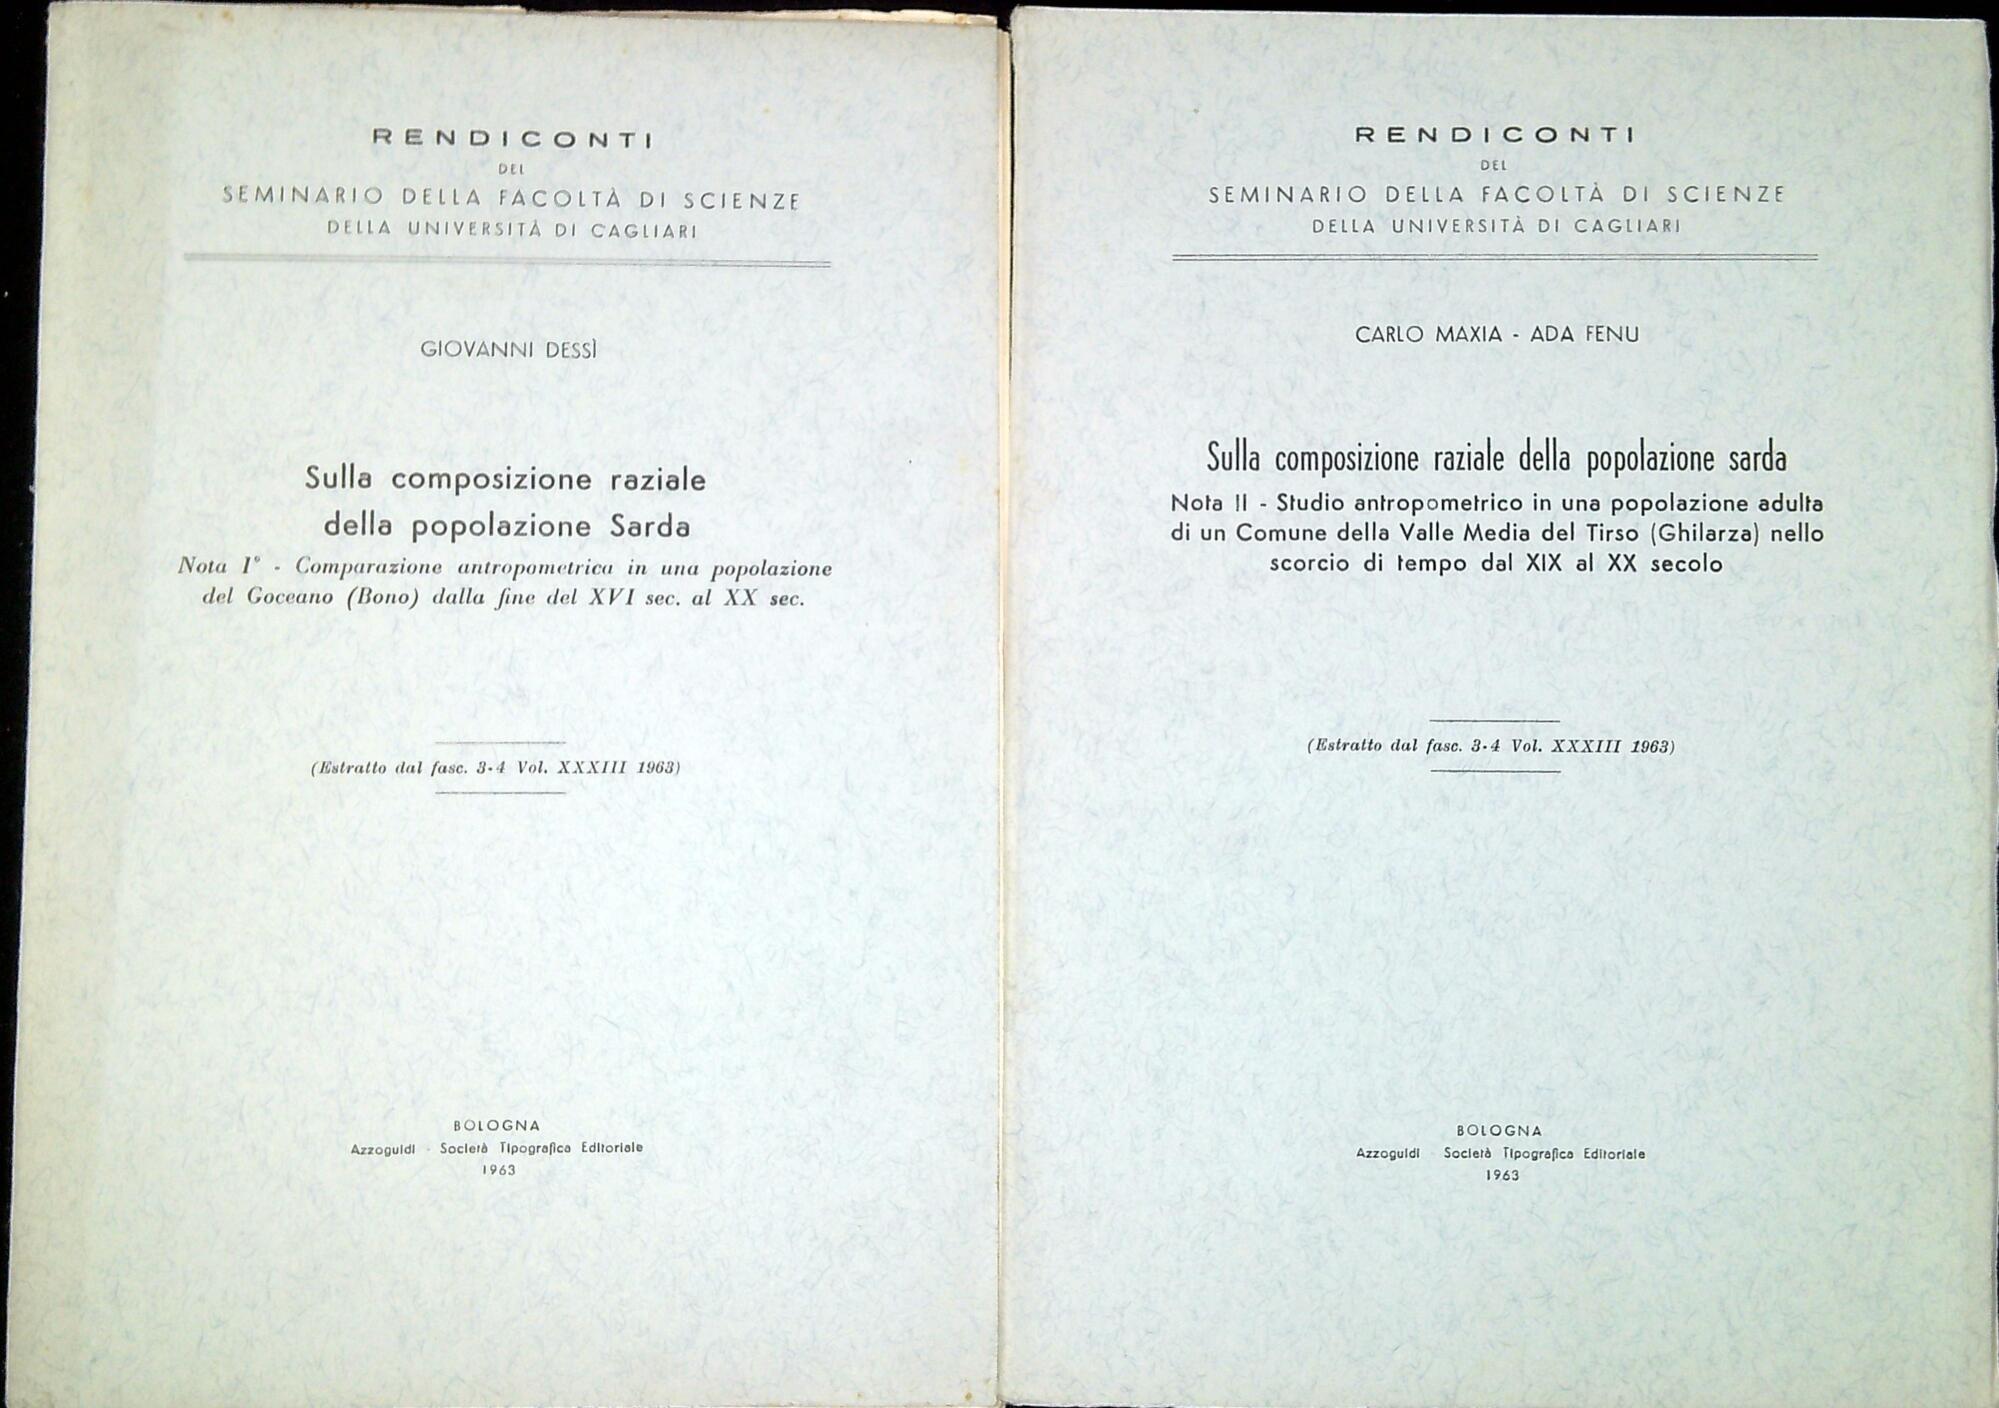 RENDICONTI
DEL
SEMINARIO DELLA FACOLTÀ DI SCIENZE
DELLA UNIVERSITÀ DI CAGLIARI
GIOVANNI DESSÌ
Sulla composizione raziale
della popolazione Sarda
Nota I° - Comparazione antropometrica in una popolazione
del Goceano (Bono) dalla fine del XVI sec. al XX sec.
(Estratto dal fasc. 3-4 Vol. XXXIII 1963)
BOLOGNA
Azzoguidi - Società Tipografica Editoriale
1963
RENDICONTI
DEL
SEMINARIO DELLA FACOLTÀ DI SCIENZE
DELLA UNIVERSITÀ DI CAGLIARI
CARLO MAXIA - ADA FENU
Sulla composizione raziale della popolazione sarda
Nota II - Studio antropometrico in una popolazione adulta
di un Comune della Valle Media del Tirso (Ghilarza) nello
scorcio di tempo dal XIX al XX secolo
(Estratto dal fasc. 3-4 Vol. XXXIII 1963)
BOLOGNA
Azzoguidi Società Tipografica Editoriale
1963